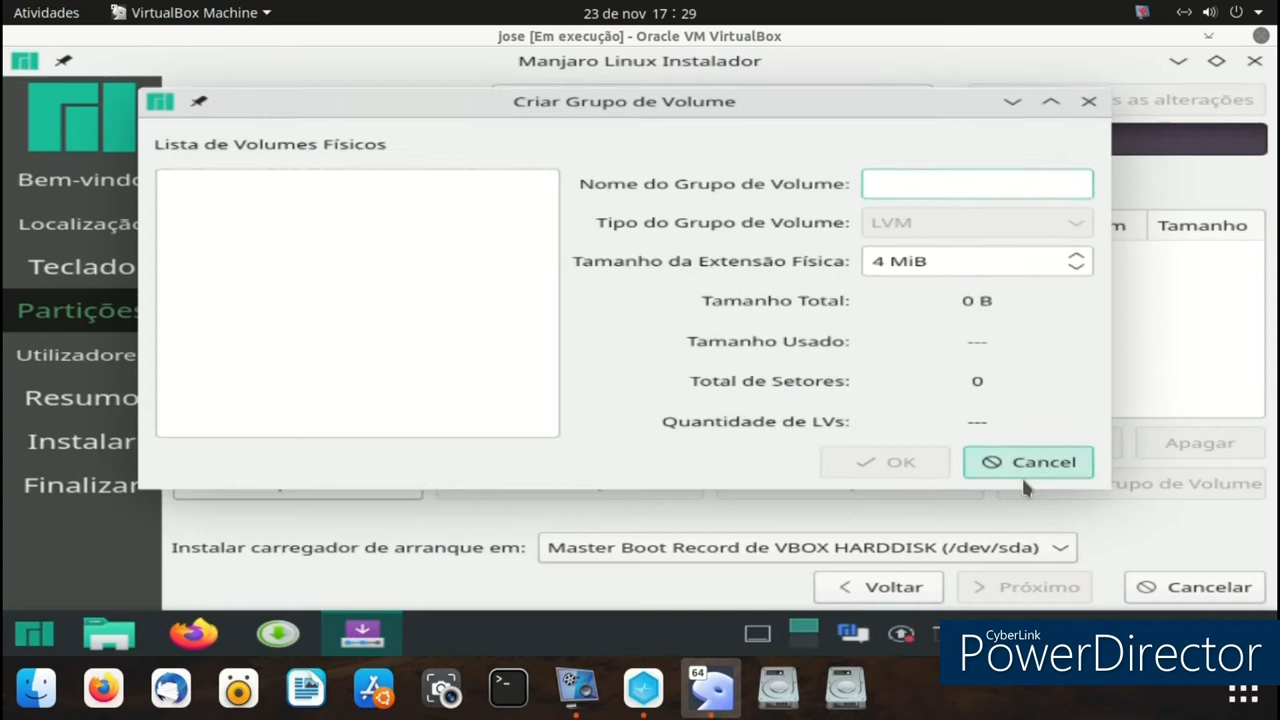 Atividades
VirtualBox Machine
23 de nov 17 : 29
jose [Em execução] - Oracle VM VirtualBox
Manjaro Linux Instalador
Criar Grupo de Volume
s as alterações
Lista de Volumes Físicos
Bem-vindo
Nome do Grupo de Volume:
Localização
Tipo do Grupo de Volume:
LVM
m
Tamanho
Teclado
Tamanho da Extensão Física:
4 MiB
Partições
Tamanho Total:
0 B
Utilizadore
Tamanho Usado:
---
Resumo
Total de Setores:
0
Instalar
Quantidade de LVs:
---
Apagar
Finalizar
OK
Cancel
upo de Volume
Instalar carregador de arranque em:
Master Boot Record de VBOX HARDDISK (/dev/sda)
Voltar
Próximo
Cancelar
CyberLink
PowerDirector
64
>_